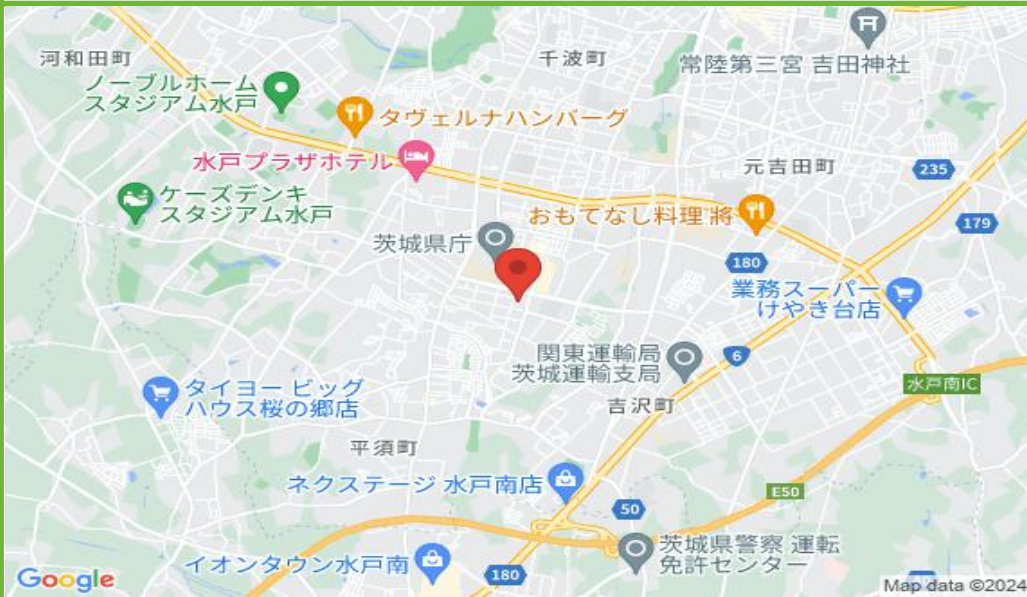 河和田町
千波町
常陸第三宮 吉田神社
ノーブルホーム
スタジアム水戸
タヴェルナハンバーグ
水戸プラザホテル
元吉田町
235
ケーズデンキ
スタジアム水戸
おもてなし料理 將
179
茨城県庁
180
業務スーパー
けやき台店
関東運輸局
茨城運輸支局
6
水戸南IC
タイヨー ビッグ
ハウス桜の郷店
吉沢町
平須町
ネクステージ 水戸南店
E50
50
茨城県警察 運転
免許センター
イオンタウン水戸南
180
Google
Map data ©2024